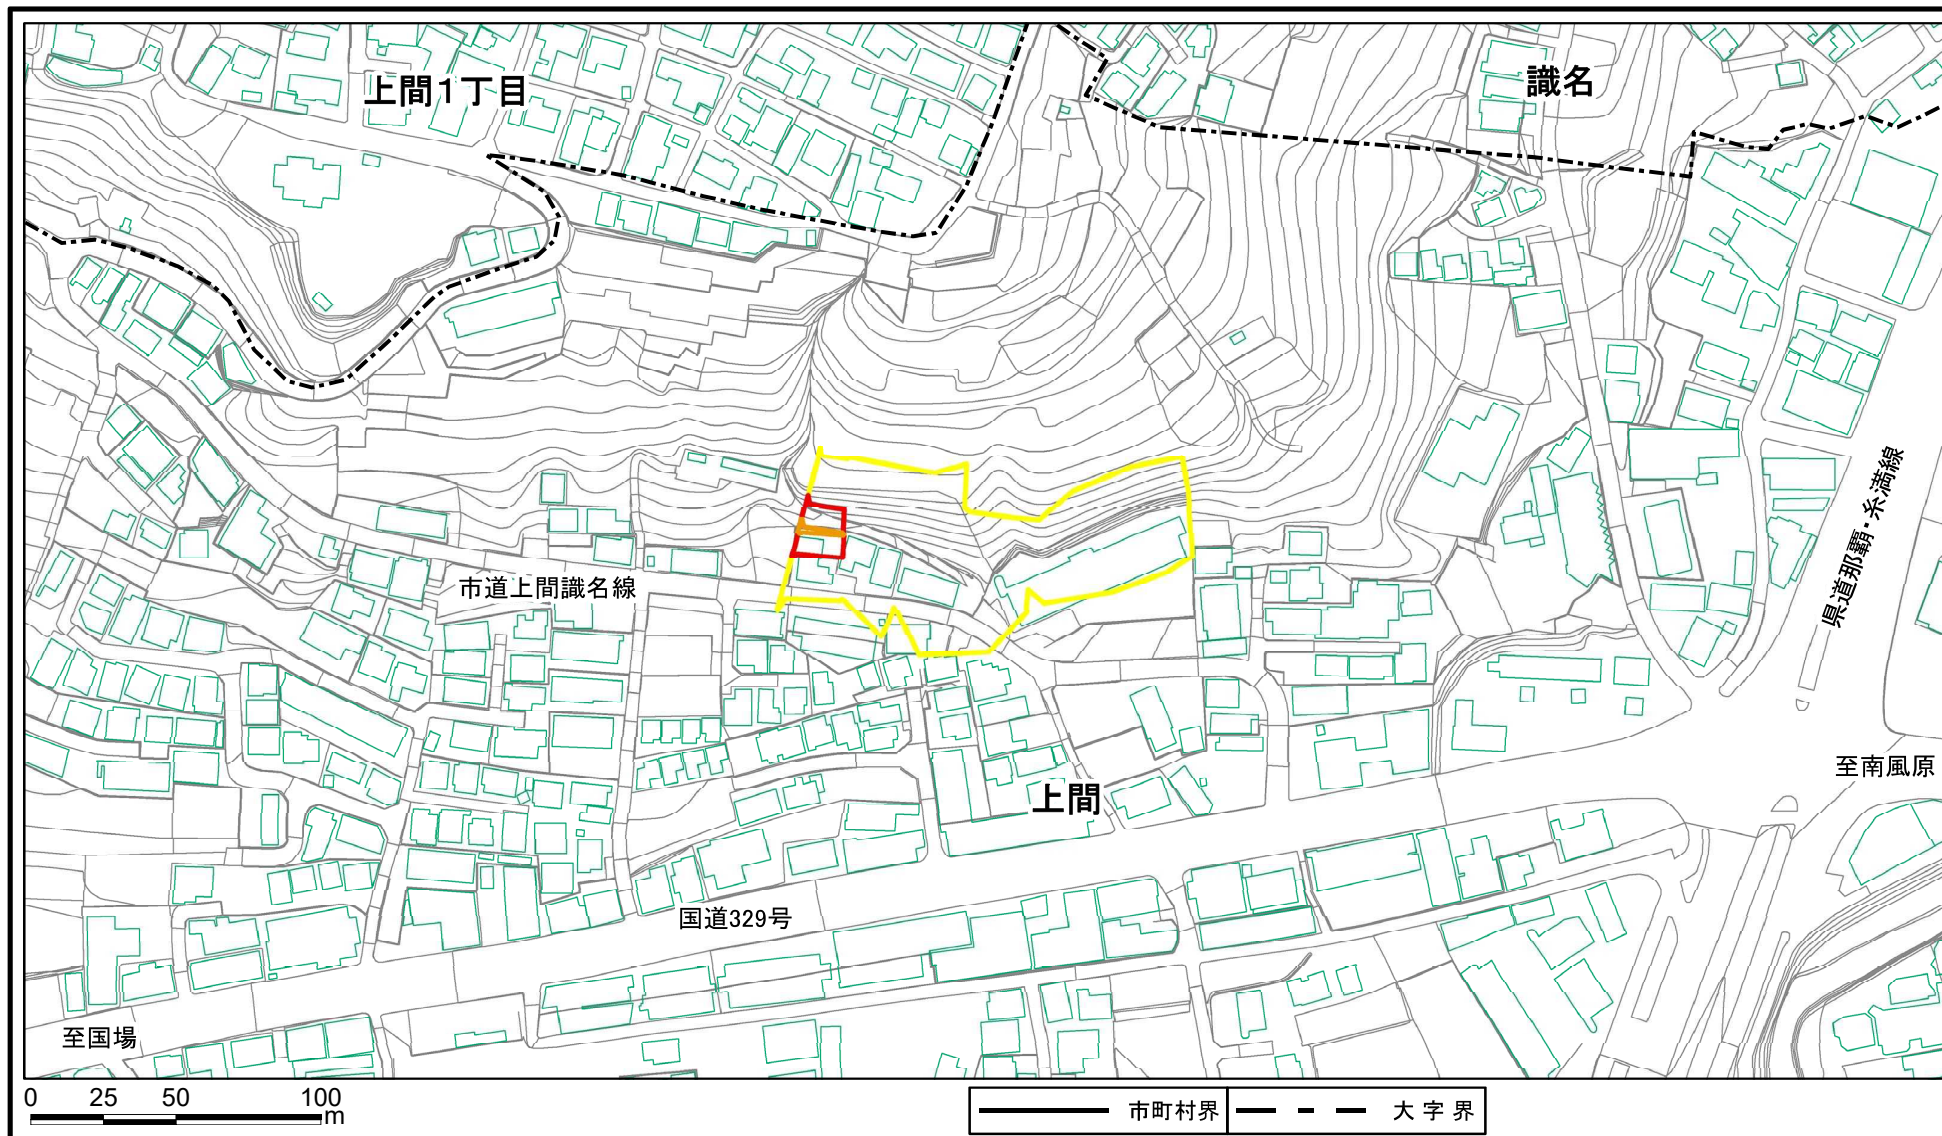 上間1丁目
識名
県道那覇・糸満線
市道上間識名線
至南風原
上間
国道329号
至国場
0 25 50 100
m
市町村界
大字界